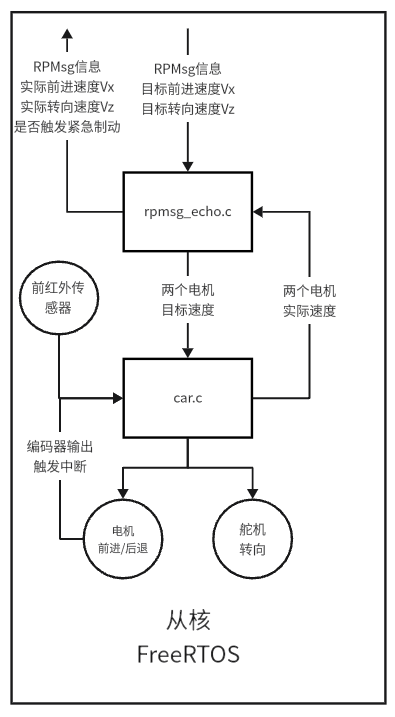 RPMsg信息
实际前进速度Vx
实际转向速度Vz
是否触发紧急制动
RPMsg信息
目标前进速度Vx
目标转向速度Vz
rpmsg_echo.c
前红外传
感器
两个电机
目标速度
两个电机
实际速度
car.c
编码器输出
触发中断
电机
前进/后退
舵机
转向
从核
FreeRTOS